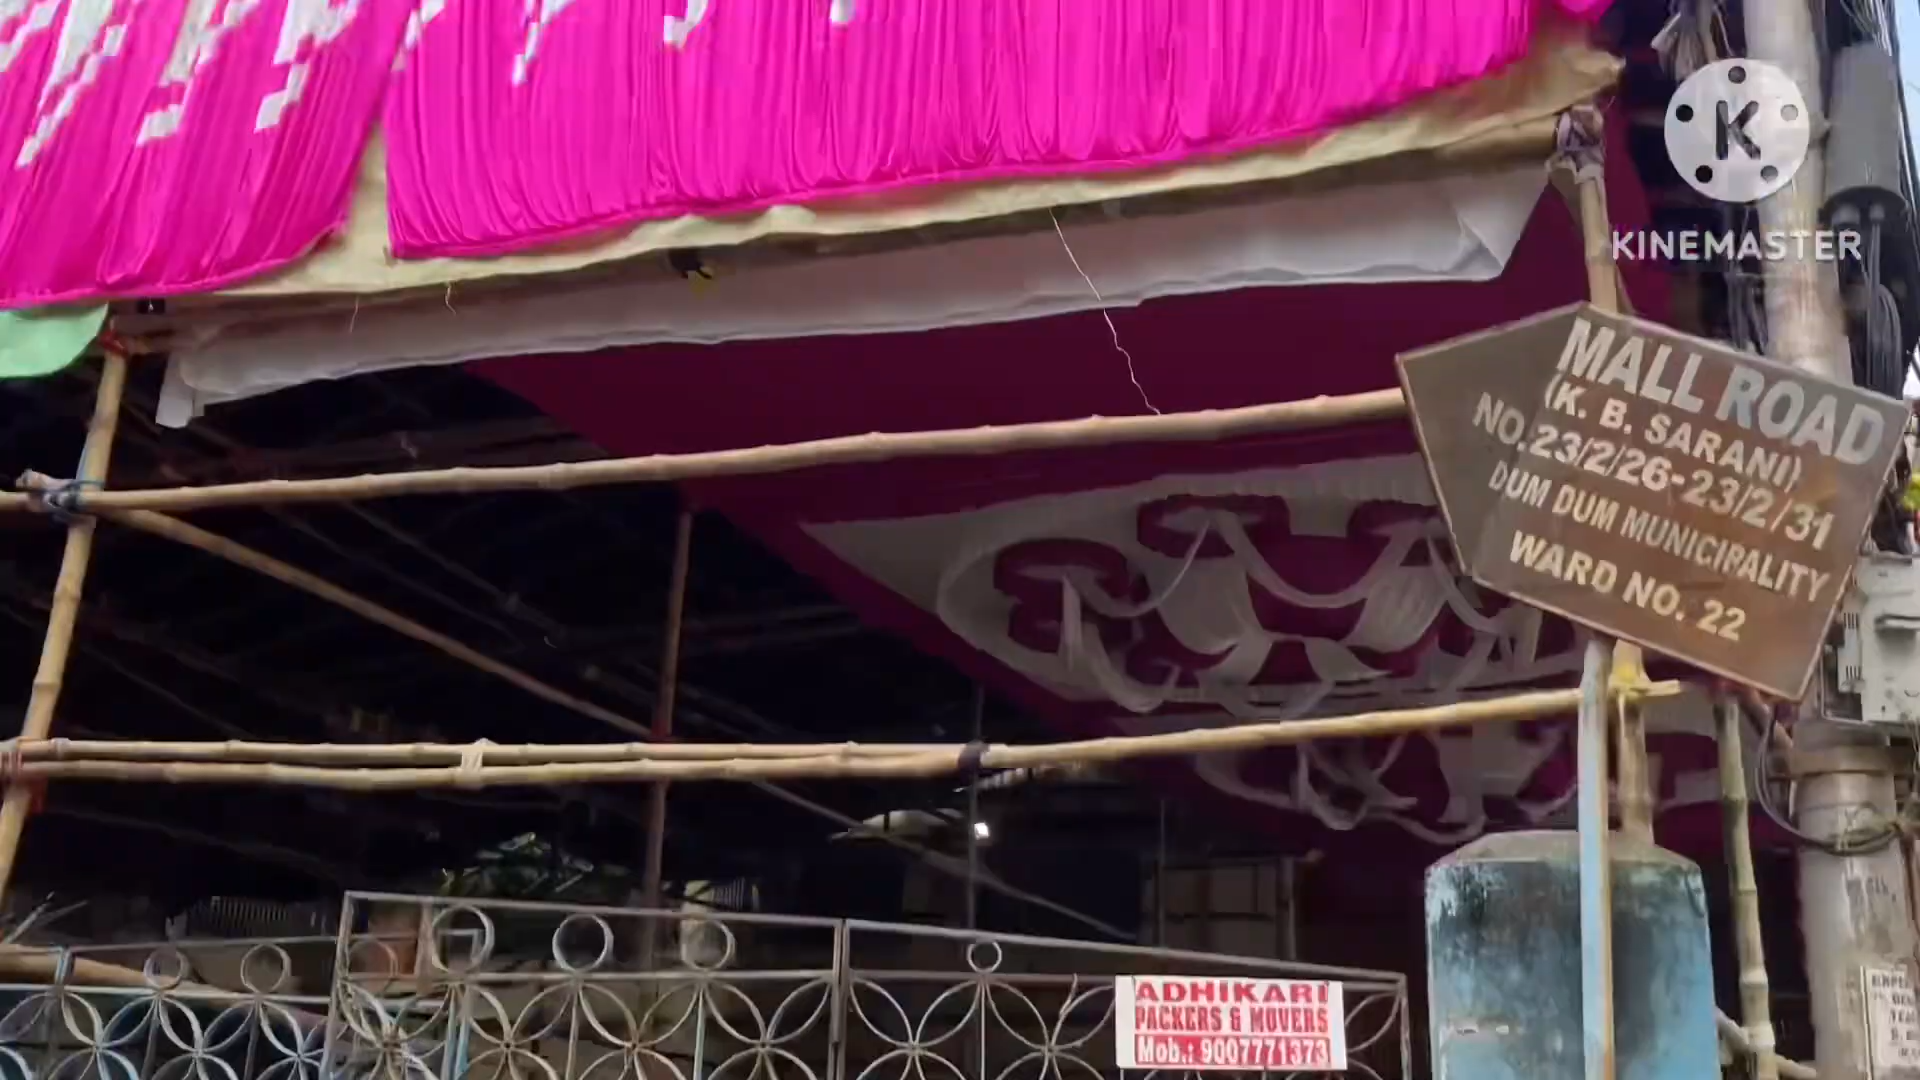 K
KINEMASTER
MALL ROAD
(K. B. SARANI)
NO. 23/2/26-23/2/31
DUM DUM MUNICIPALITY
WARD NO. 22
ADHIKARI
PACKERS & MOVERS
Mob.: 9007771373